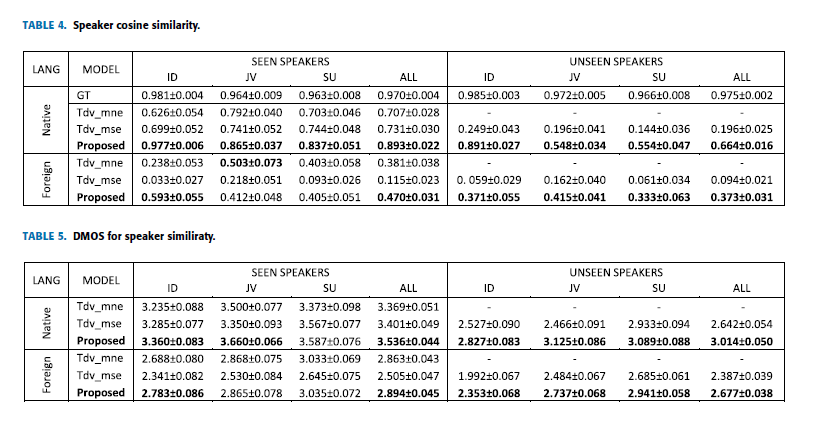 TABLE 4. Speaker cosine similarity.
LANG MODEL SEEN SPEAKERS UNSEEN SPEAKERS
ID JV SU ALL ID JV SU ALL
Native
GT 0.981±0.004 0.964±0.009 0.963±0.008 0.970±0.004 0.985±0.003 0.972±0.005 0.966±0.008 0.975±0.002
Tdv_mne 0.626±0.054 0.792±0.040 0.703±0.046 0.707±0.028 - - - -
Tdv_mse 0.699±0.052 0.741±0.052 0.744±0.048 0.731±0.030 0.249±0.043 0.196±0.041 0.144±0.036 0.196±0.025
Proposed 0.977±0.006 0.865±0.037 0.837±0.051 0.893±0.022 0.891±0.027 0.548±0.034 0.554±0.047 0.664±0.016
Foreign
Tdv_mne 0.238±0.053 0.503±0.073 0.403±0.058 0.381±0.038 - - - -
Tdv_mse 0.033±0.027 0.218±0.051 0.093±0.026 0.115±0.023 0. 059±0.029 0.162±0.040 0.061±0.034 0.094±0.021
Proposed 0.593±0.055 0.412±0.048 0.405±0.051 0.470±0.031 0.371±0.055 0.415±0.041 0.333±0.063 0.373±0.031
TABLE 5. DMOS for speaker similiraty.
LANG MODEL SEEN SPEAKERS UNSEEN SPEAKERS
ID JV SU ALL ID JV SU ALL
Native
Tdv_mne 3.235±0.088 3.500±0.077 3.373±0.098 3.369±0.051 - - - -
Tdv_mse 3.285±0.077 3.350±0.093 3.567±0.077 3.401±0.049 2.527±0.090 2.466±0.091 2.933±0.094 2.642±0.054
Proposed 3.360±0.083 3.660±0.066 3.587±0.076 3.536±0.044 2.827±0.083 3.125±0.086 3.089±0.088 3.014±0.050
Foreign
Tdv_mne 2.688±0.080 2.868±0.075 3.033±0.069 2.863±0.043 - - - -
Tdv_mse 2.341±0.082 2.530±0.084 2.645±0.075 2.505±0.047 1.992±0.067 2.484±0.067 2.685±0.061 2.387±0.039
Proposed 2.783±0.086 2.865±0.078 3.035±0.072 2.894±0.045 2.353±0.068 2.737±0.068 2.941±0.058 2.677±0.038